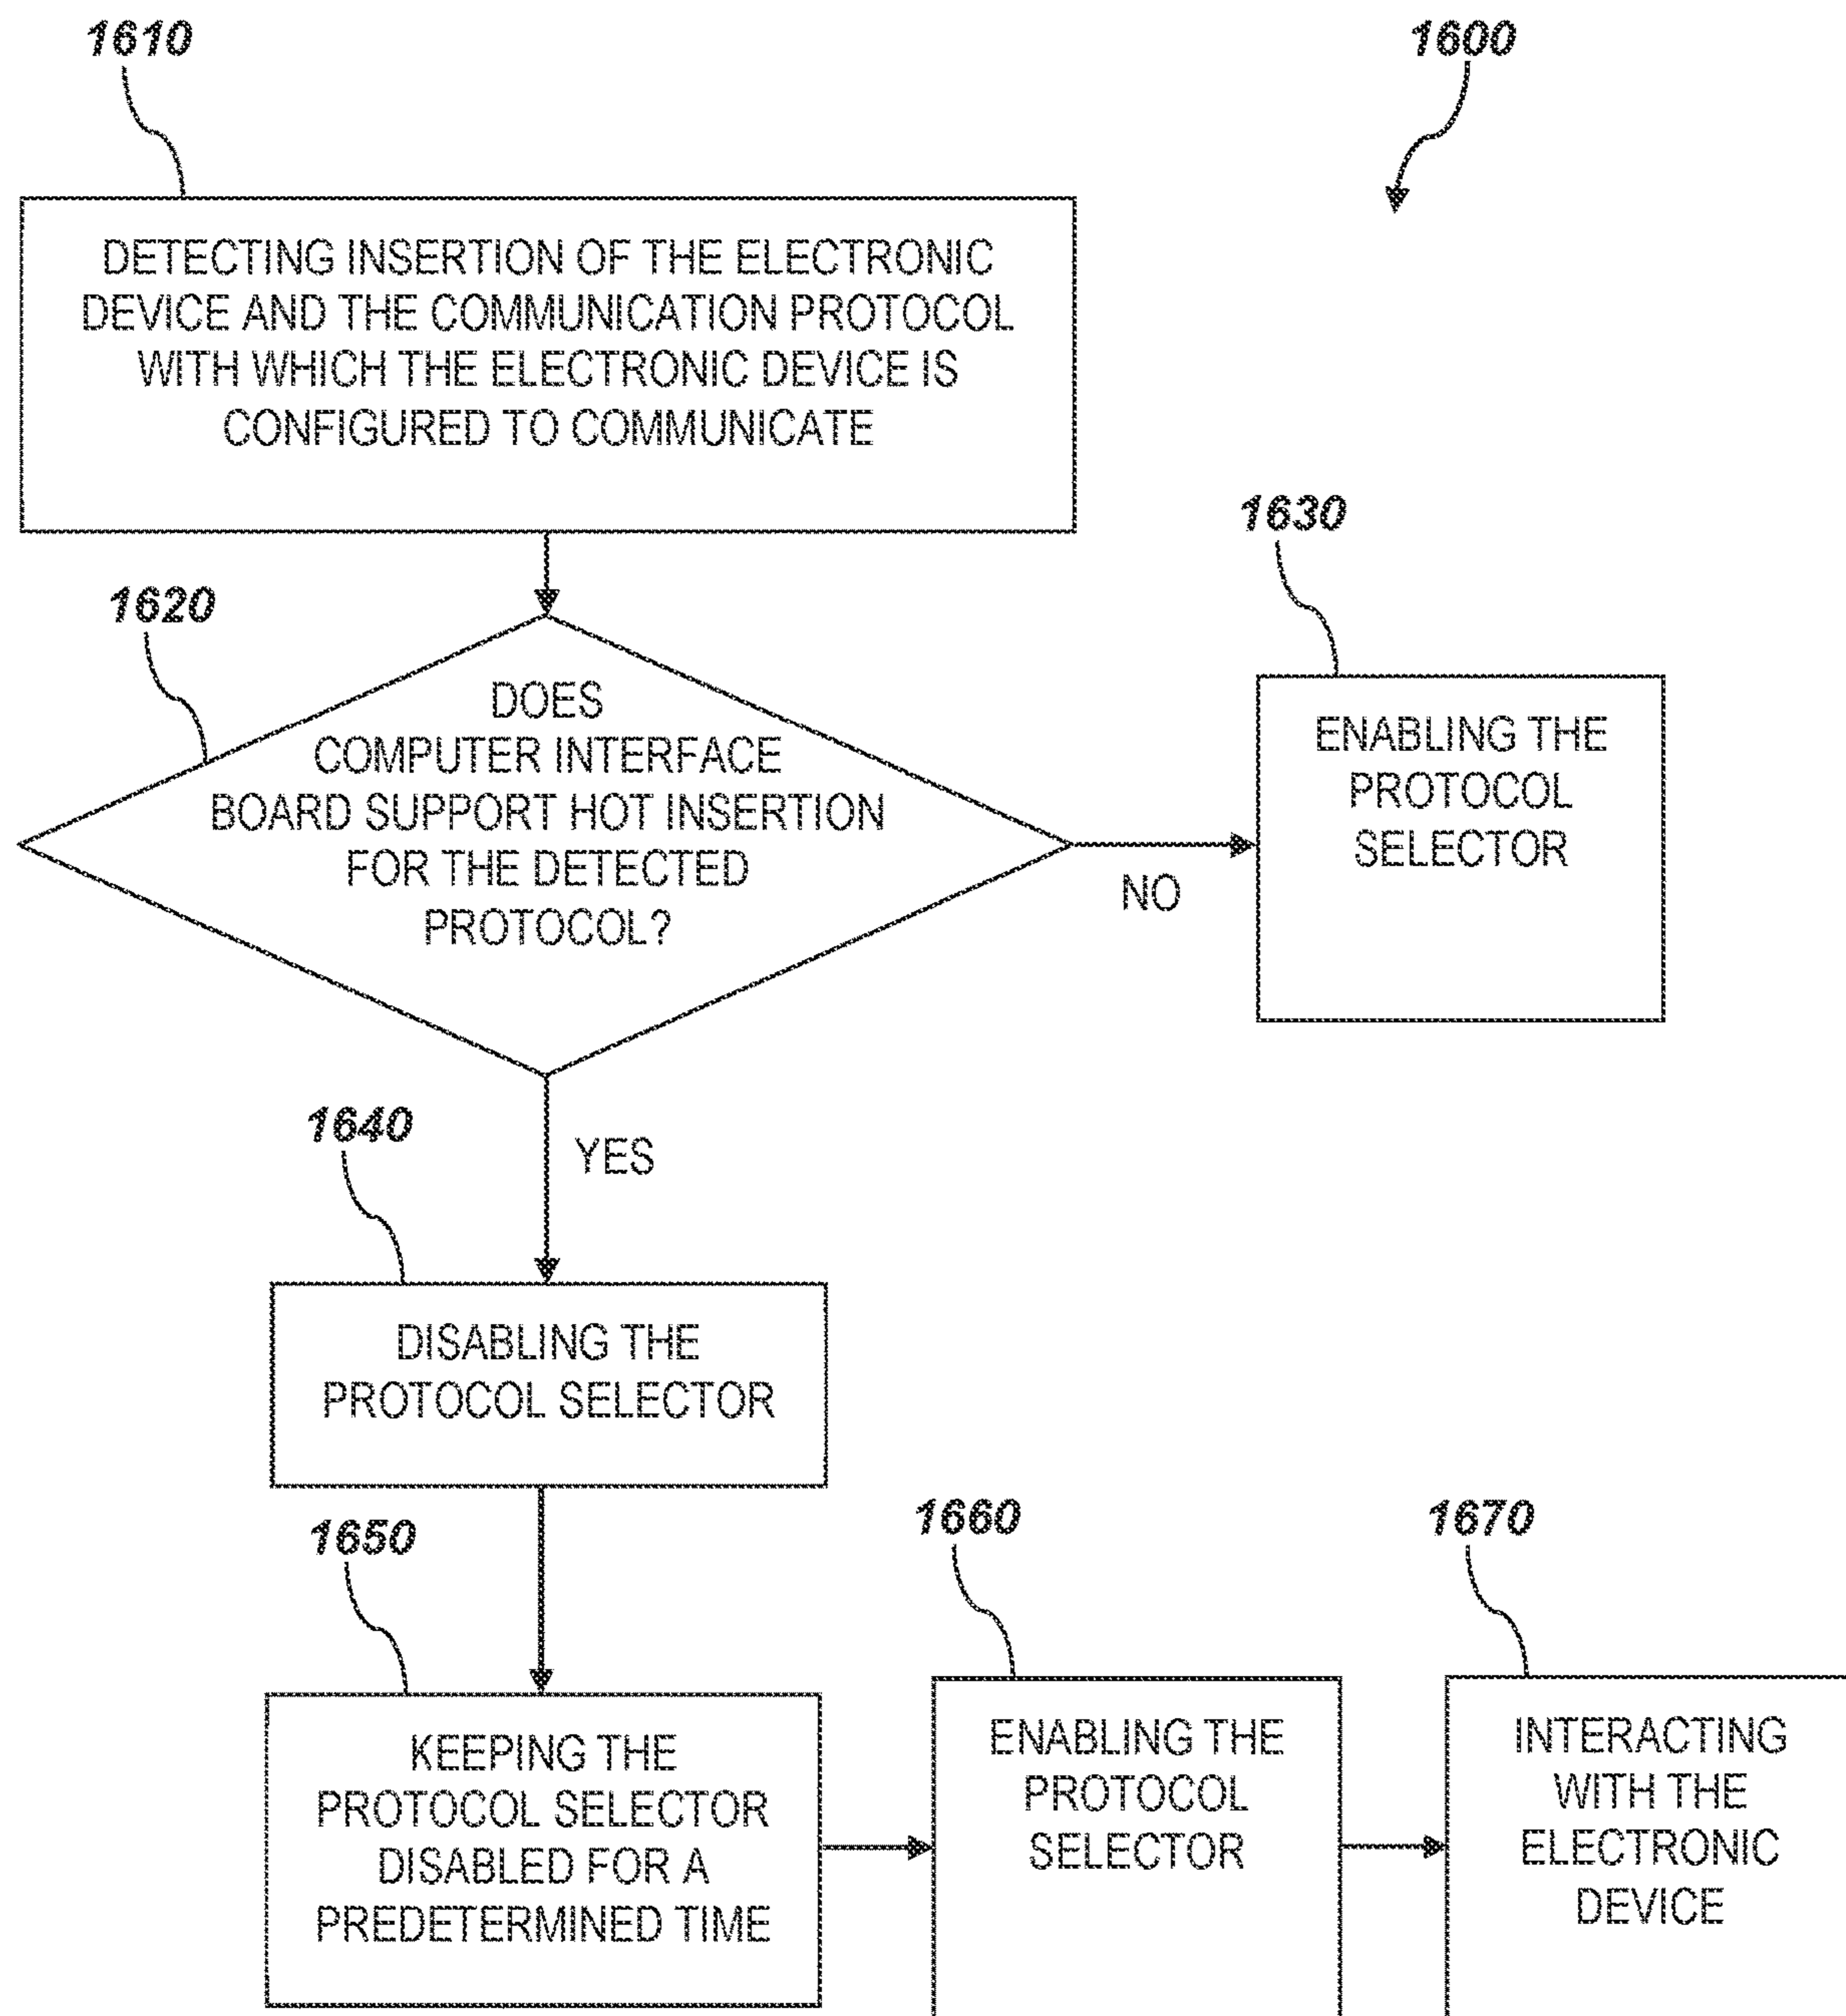 1610
1600
DETECTING INSERTION OF THE ELECTRONIC
DEVICE AND THE COMMUNICATION PROTOCOL
WITH WHICH THE ELECTRONIC DEVICE IS
CONFIGURED TO COMMUNICATE
1620
DOES
COMPUTER INTERFACE
BOARD SUPPORT HOT INSERTION
FOR THE DETECTED
PROTOCOL?
NO
1630
ENABLING THE
PROTOCOL
SELECTOR
YES
1640
DISABLING THE
PROTOCOL SELECTOR
1650
KEEPING THE
PROTOCOL SELECTOR
DISABLED FOR A
PREDETERMINED TIME
1660
ENABLING THE
PROTOCOL
SELECTOR
1670
INTERACTING
WITH THE
ELECTRONIC
DEVICE